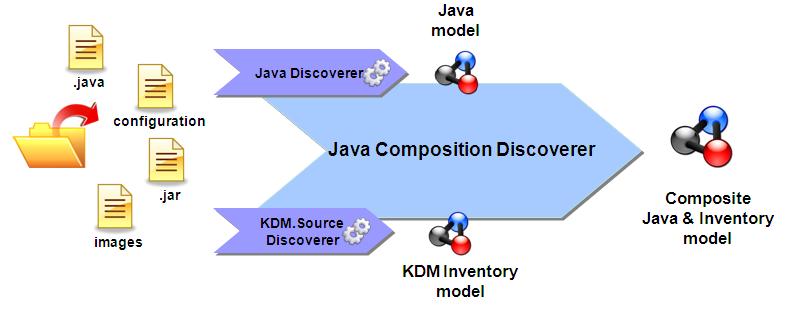 .java
configuration
.jar
images
Java Discoverer
Java
model
Java Composition Discoverer
KDM.Source
Discoverer
KDM Inventory
model
Composite
Java & Inventory
model